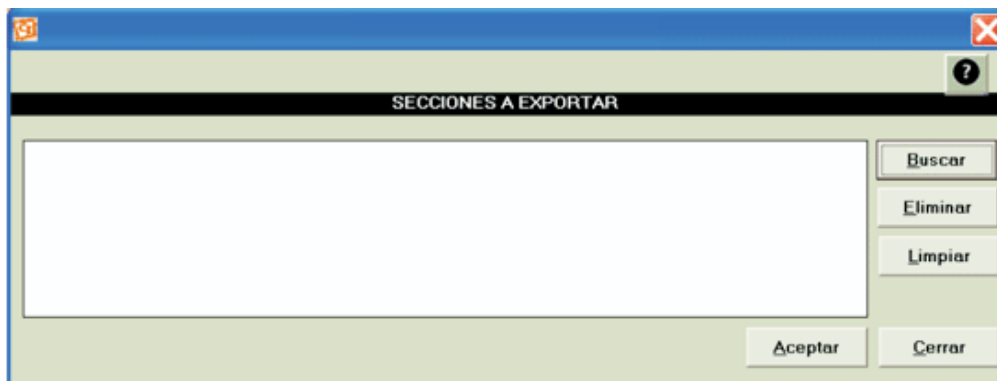 ?
SECCIONES A EXPORTAR
Buscar
Eliminar
Limpiar
Aceptar Cerrar